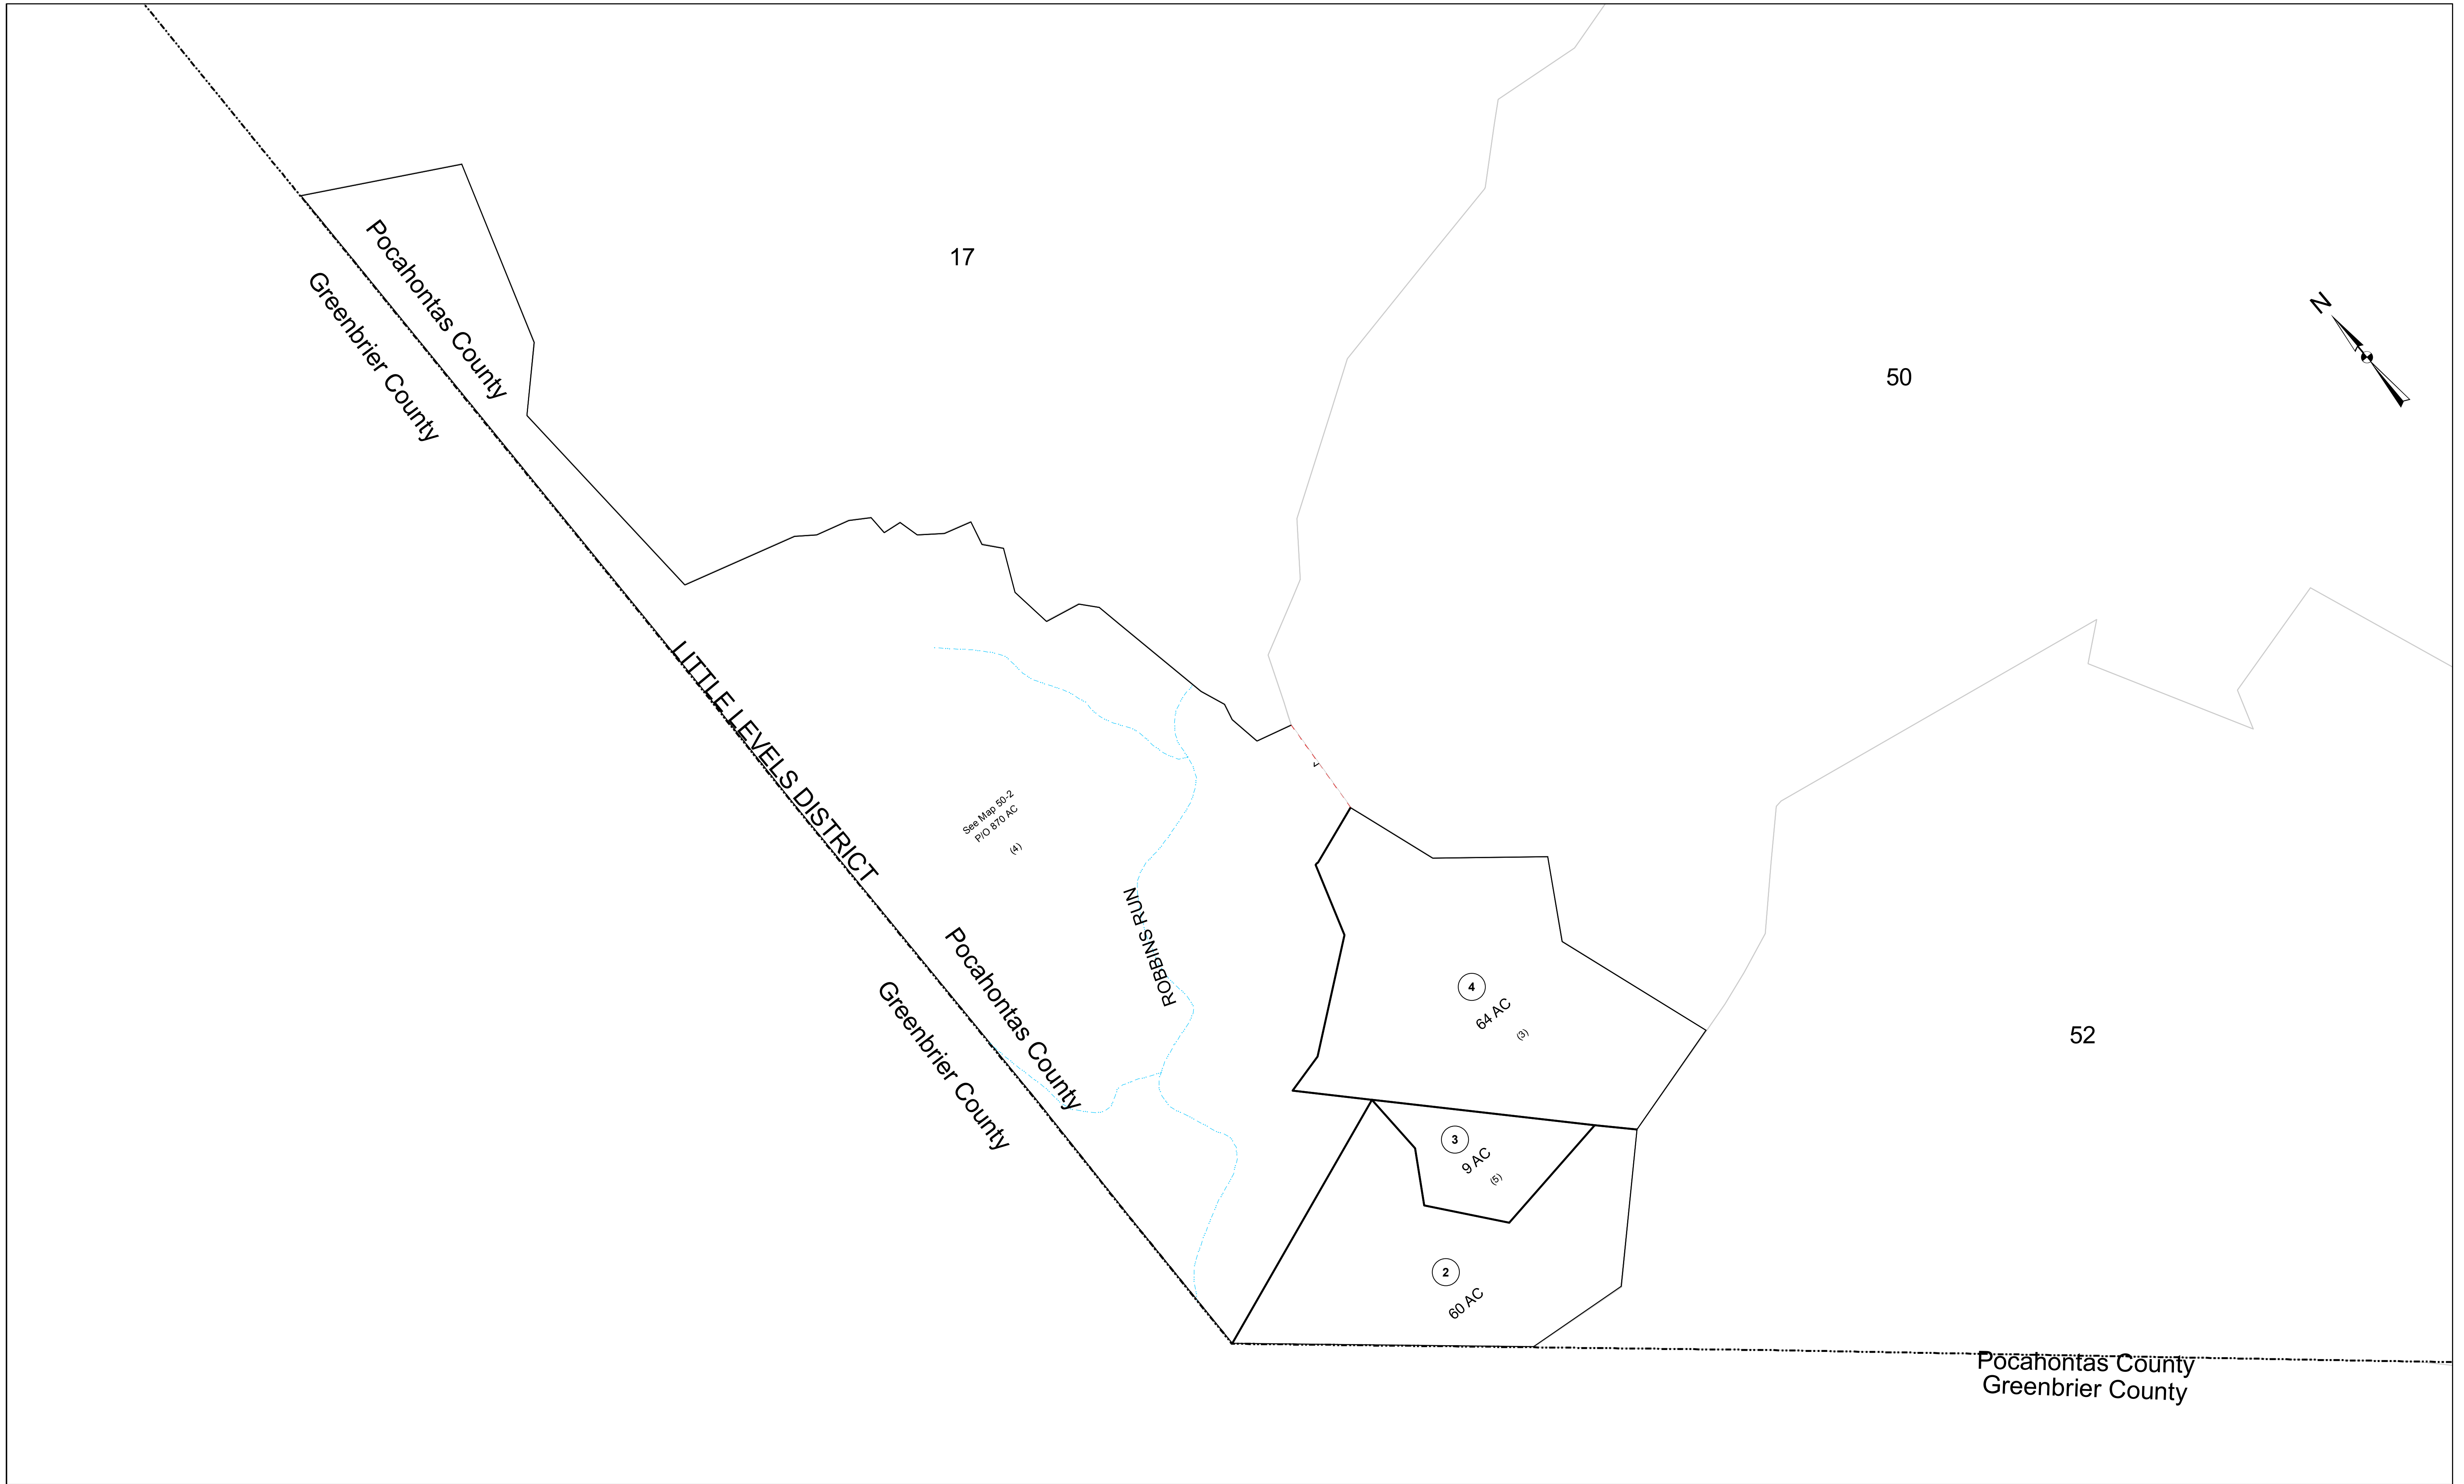 17
N
50
Pocahontas County
Greenbrier County
LITTLE LEVELS DISTRICT
See Map 50-2
P/O 870 AC
(4)
ROBBINS RUN
Pocahontas County
Greenbrier County
4
64 AC
(3)
52
3
9 AC
(5)
2
60 AC
Pocahontas County
Greenbrier County